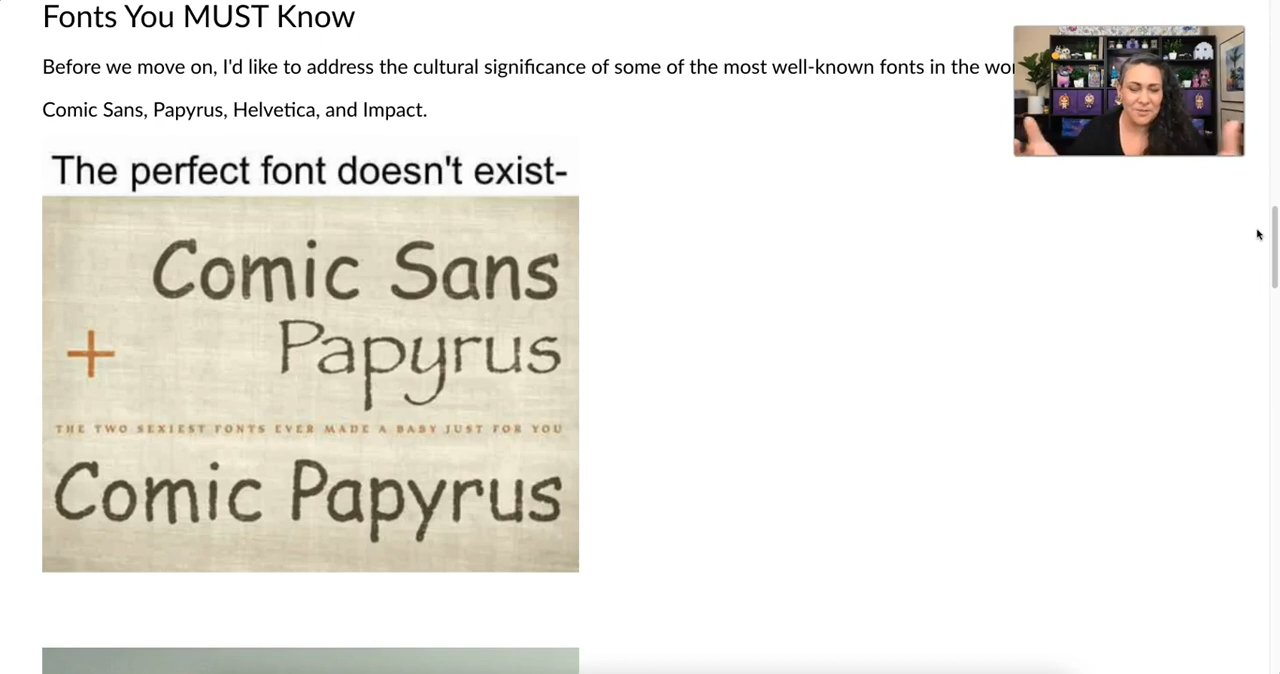 Fonts You MUST Know
Before we move on, I'd like to address the cultural significance of some of the most well-known fonts in the
Comic Sans, Papyrus, Helvetica, and Impact.
The perfect font doesn't exist-
Comic Sans
+ Papyrus
THE TWO SEXIEST FONTS EVER MADE A BABY JUST FOR YOU
Comic Papyrus